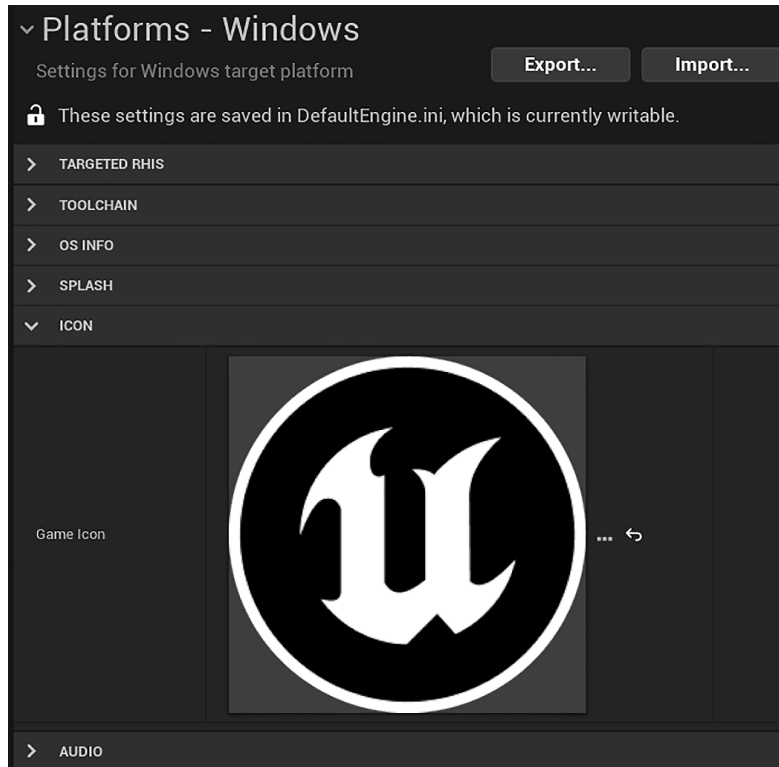 Platforms - Windows
Settings for Windows target platform
Export...
Import...
These settings are saved in DefaultEngine.ini, which is currently writable.
TARGETED RHIS
TOOLCHAIN
OS INFO
SPLASH
ICON
Game Icon
AUDIO